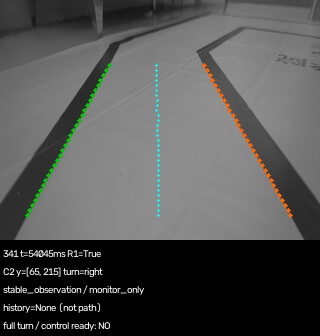 341 t=54045ms R1=True
C2 y=[65, 215] turn=right
stable_observation / monitor_only
history=None (not path)
full turn / control ready: NO